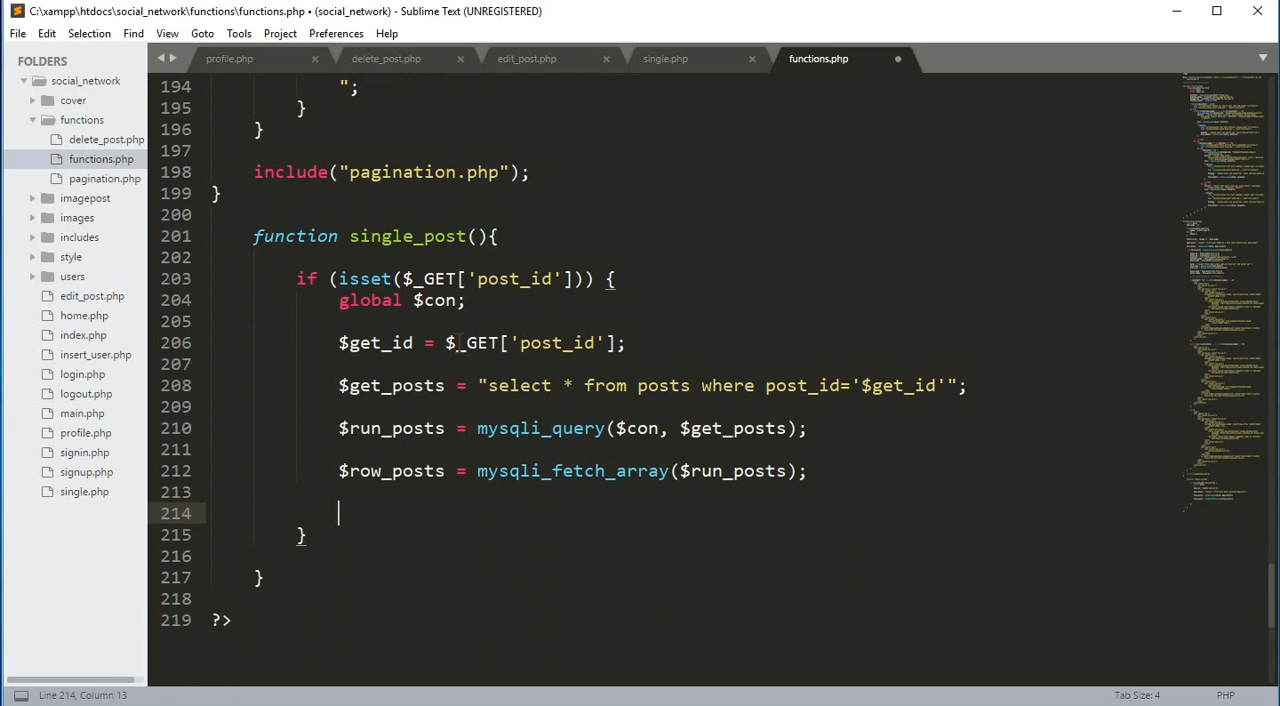 C:\xampp\htdocs\social_network\functions\functions.php • (social_network) - Sublime Text (UNREGISTERED)
File Edit Selection Find View Goto Tools Project Preferences Help
FOLDERS
social_network
cover
functions
delete_post.php
functions.php
pagination.php
imagepost
images
includes
style
users
edit_post.php
home.php
index.php
insert_user.php
login.php
logout.php
main.php
profile.php
signin.php
signup.php
single.php
profile.php delete_post.php edit_post.php single.php functions.php
194 ";
195 }
196 }
197
198 include("pagination.php");
199 }
200
201 function single_post(){
202
203 if (isset($_GET['post_id'])) {
204 global $con;
205
206 $get_id = $_GET['post_id'];
207
208 $get_posts = "select * from posts where post_id='$get_id'";
209
210 $run_posts = mysqli_query($con, $get_posts);
211
212 $row_posts = mysqli_fetch_array($run_posts);
213
214
215 }
216
217 }
218
219 ?>
Line 214, Column 13 Tab Size: 4 PHP